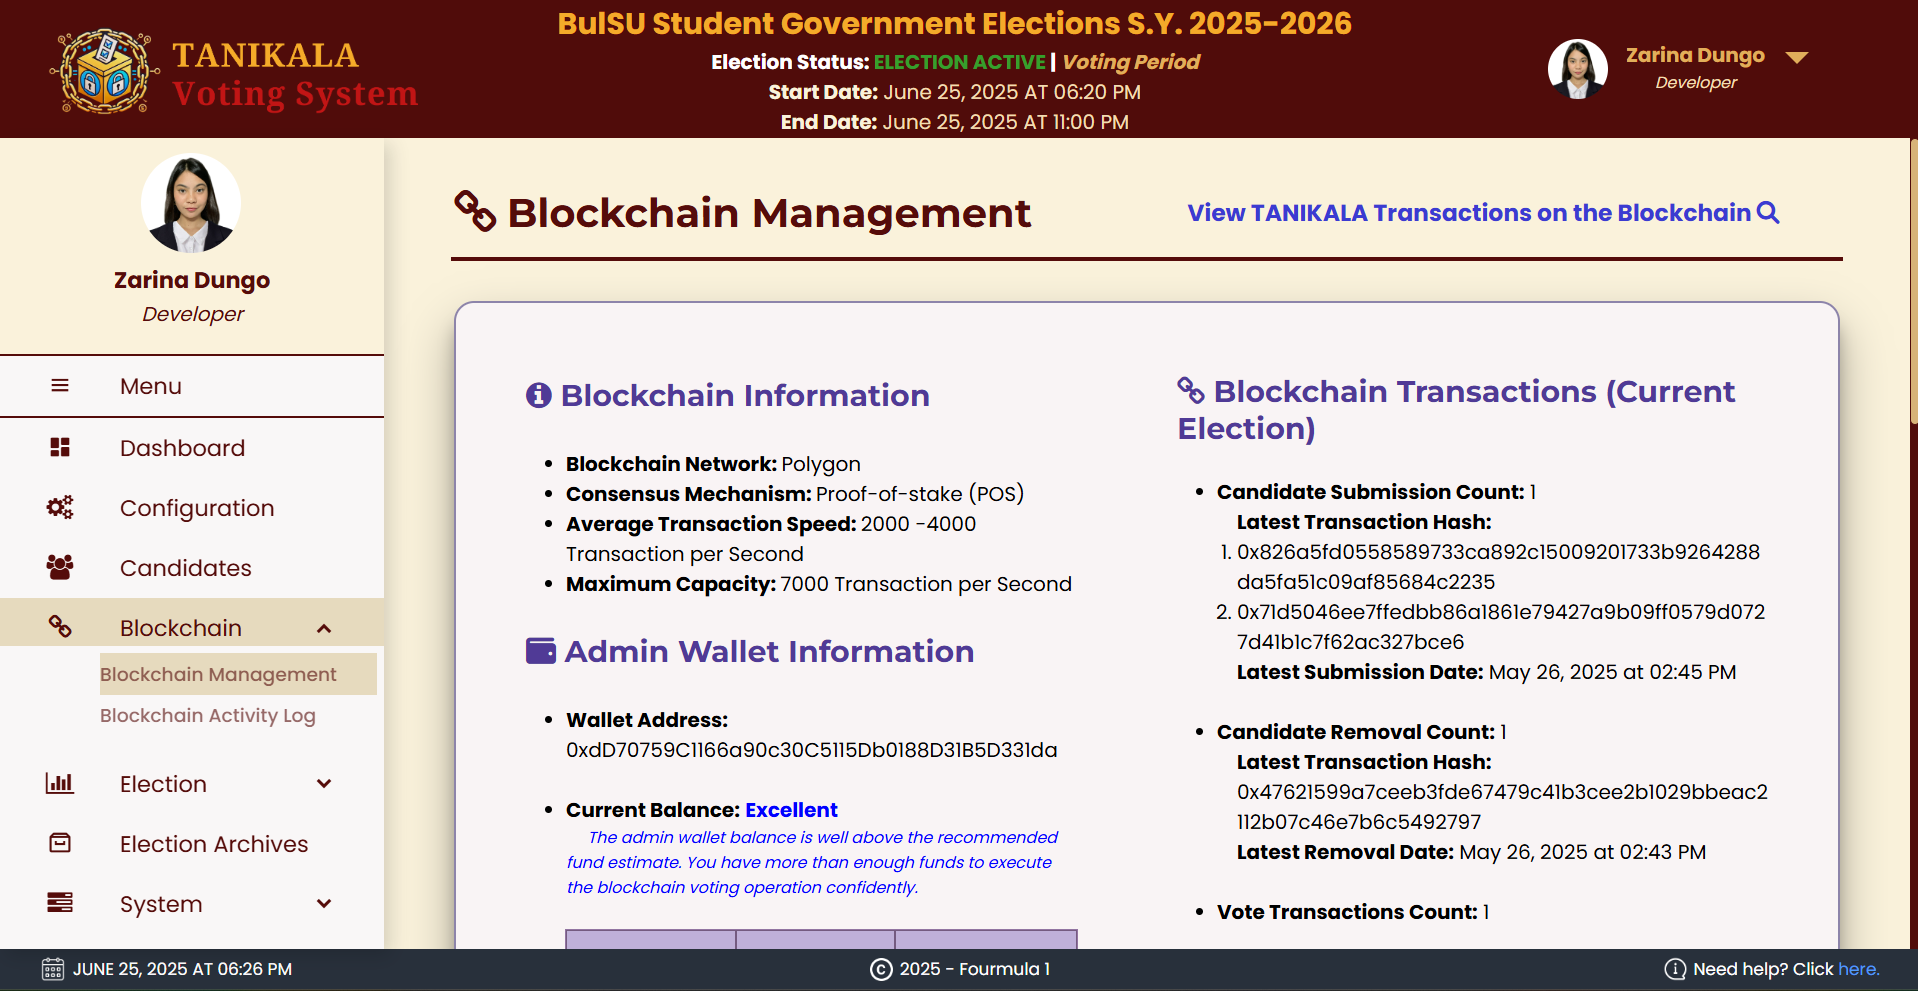 TANIKALA
Voting System
BulSU Student Government Elections S.Y. 2025-2026
Election Status: ELECTION ACTIVE | Voting Period
Start Date: June 25, 2025 AT 06:20 PM
End Date: June 25, 2025 AT 11:00 PM
Zarina Dungo
Developer
Zarina Dungo
Developer
Menu
Dashboard
Configuration
Candidates
Blockchain
Blockchain Management
Blockchain Activity Log
Election
Election Archives
System
Blockchain Management
View TANIKALA Transactions on the Blockchain
Blockchain Information
Blockchain Network: Polygon
Consensus Mechanism: Proof-of-stake (POS)
Average Transaction Speed: 2000 -4000
Transaction per Second
Maximum Capacity: 7000 Transaction per Second
Admin Wallet Information
Wallet Address:
0xdD70759C1166a90c30C5115Db0188D31B5D331da
Current Balance: Excellent
The admin wallet balance is well above the recommended
fund estimate. You have more than enough funds to execute
the blockchain voting operation confidently.
Blockchain Transactions (Current
Election)
Candidate Submission Count: 1
Latest Transaction Hash:
1. 0x826a5fd0558589733ca892c15009201733b9264288
da5fa51c09af85684c2235
2. 0x71d5046ee7ffedbb86a1861e79427a9b09ff0579d072
7d41b1c7f62ac327bce6
Latest Submission Date: May 26, 2025 at 02:45 PM
Candidate Removal Count: 1
Latest Transaction Hash:
0x47621599a7ceeb3fde67479c41b3cee2b1029bbeac2
112b07c46e7b6c5492797
Latest Removal Date: May 26, 2025 at 02:43 PM
Vote Transactions Count: 1
JUNE 25, 2025 AT 06:26 PM
© 2025 - Fourmula 1
Need help? Click here.